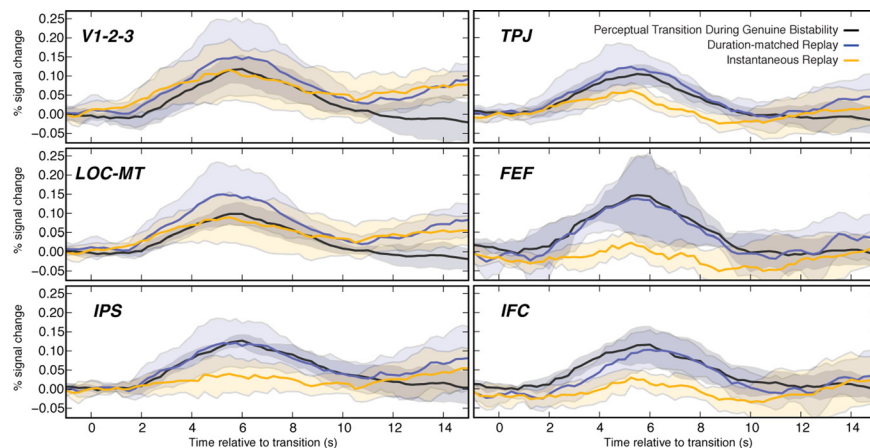 V1-2-3
% signal change
0.25
0.20
0.15
0.10
0.05
0.00
−0.05
TPJ
Perceptual Transition During Genuine Bistability
Duration-matched Replay
Instantaneous Replay
LOC-MT
% signal change
0.25
0.20
0.15
0.10
0.05
0.00
−0.05
FEF
IPS
% signal change
0.25
0.20
0.15
0.10
0.05
0.00
−0.05
IFC
0 2 4 6 8 10 12 14
0 2 4 6 8 10 12 14
Time relative to transition (s)
Time relative to transition (s)